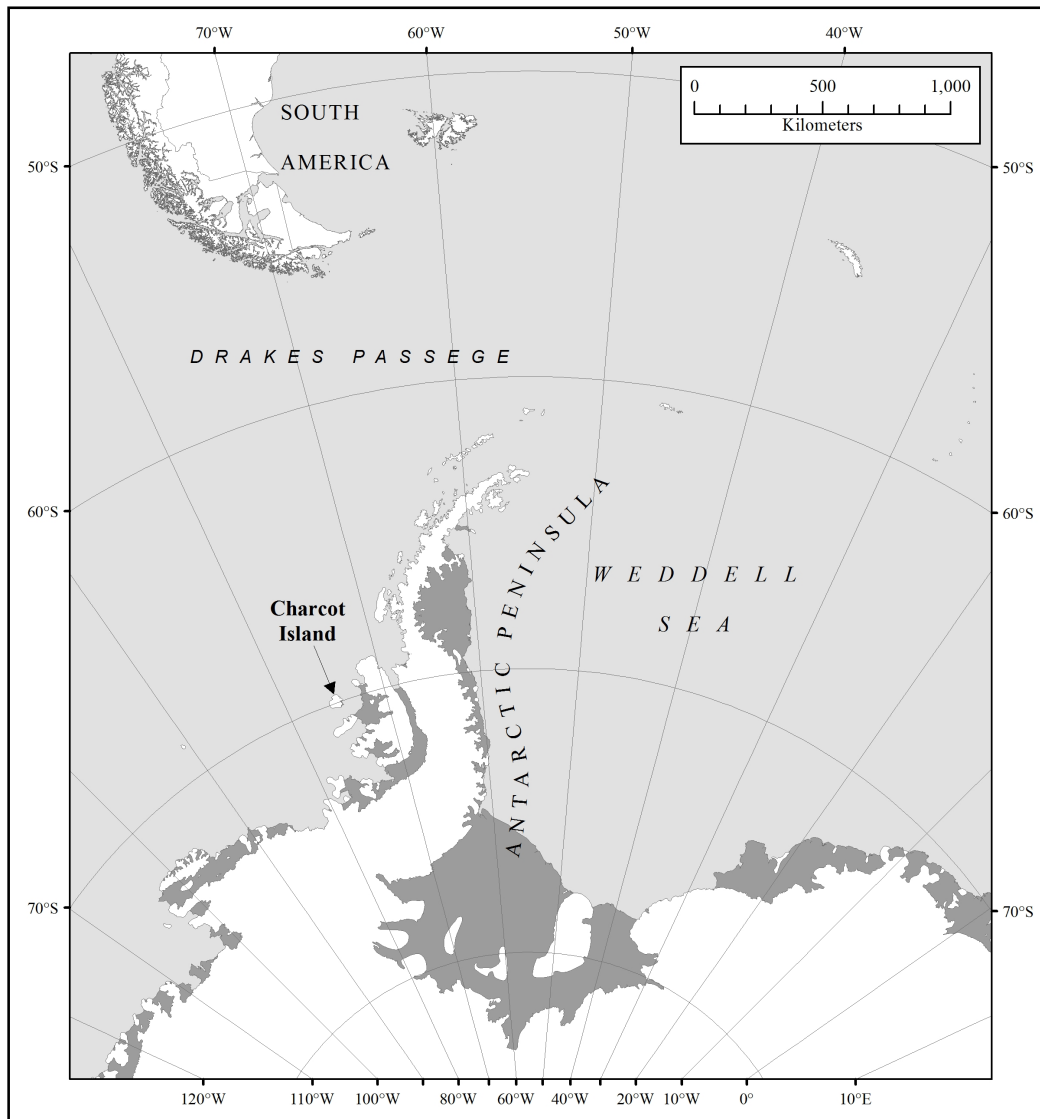 70°W 60°W 50°W 40°W
0 500 1,000
Kilometers
SOUTH
AMERICA
50°S 50°S
DRAKES PASSEGE
60°S 60°S
ANTARCTIC PENINSULA
WEDDELL
SEA
Charcot
Island
70°S 70°S
120°W 110°W 100°W 90°W 80°W 70°W 60°W 50°W 40°W 30°W 20°W 10°W 0° 10°E